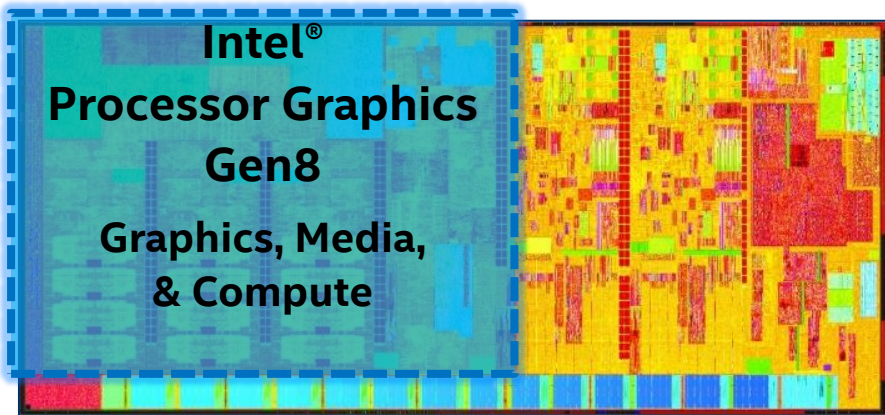 Intel®
Processor Graphics
Gen8
Graphics, Media,
& Compute